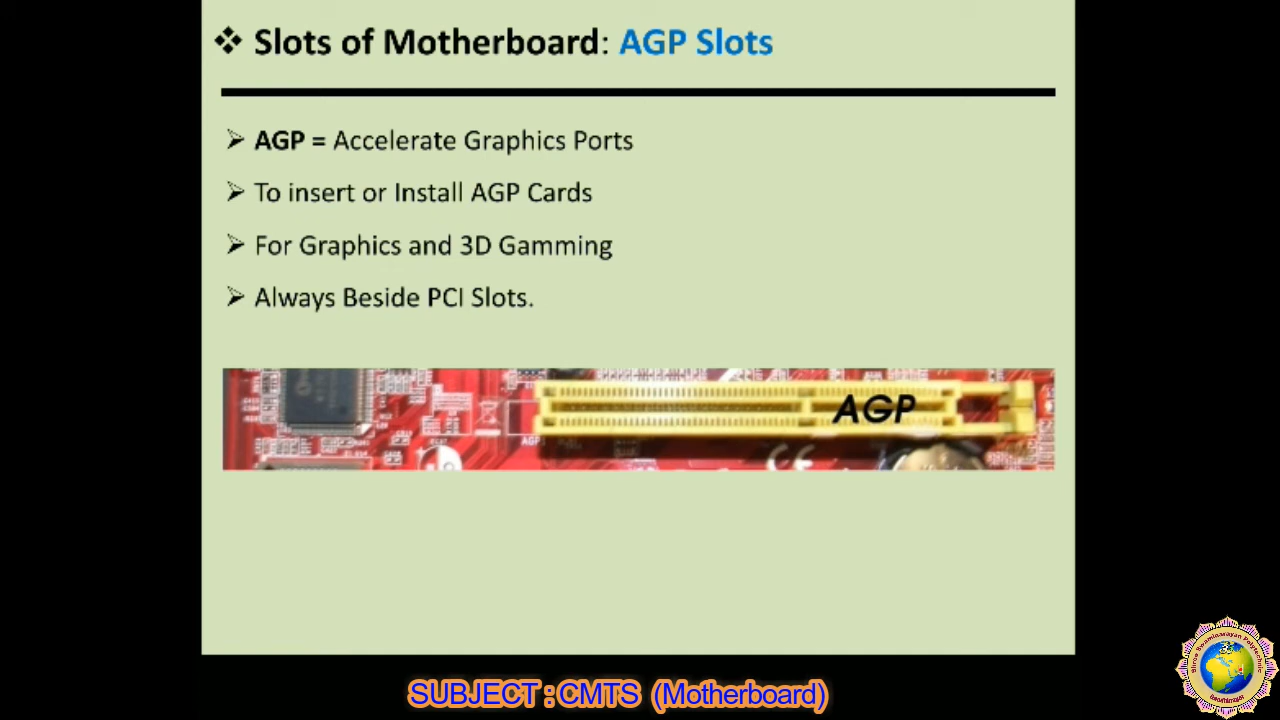 ❖ Slots of Motherboard: AGP Slots
➢ AGP = Accelerate Graphics Ports
➢ To insert or Install AGP Cards
➢ For Graphics and 3D Gamming
➢ Always Beside PCI Slots.
AGP
SUBJECT : CMTS (Motherboard)